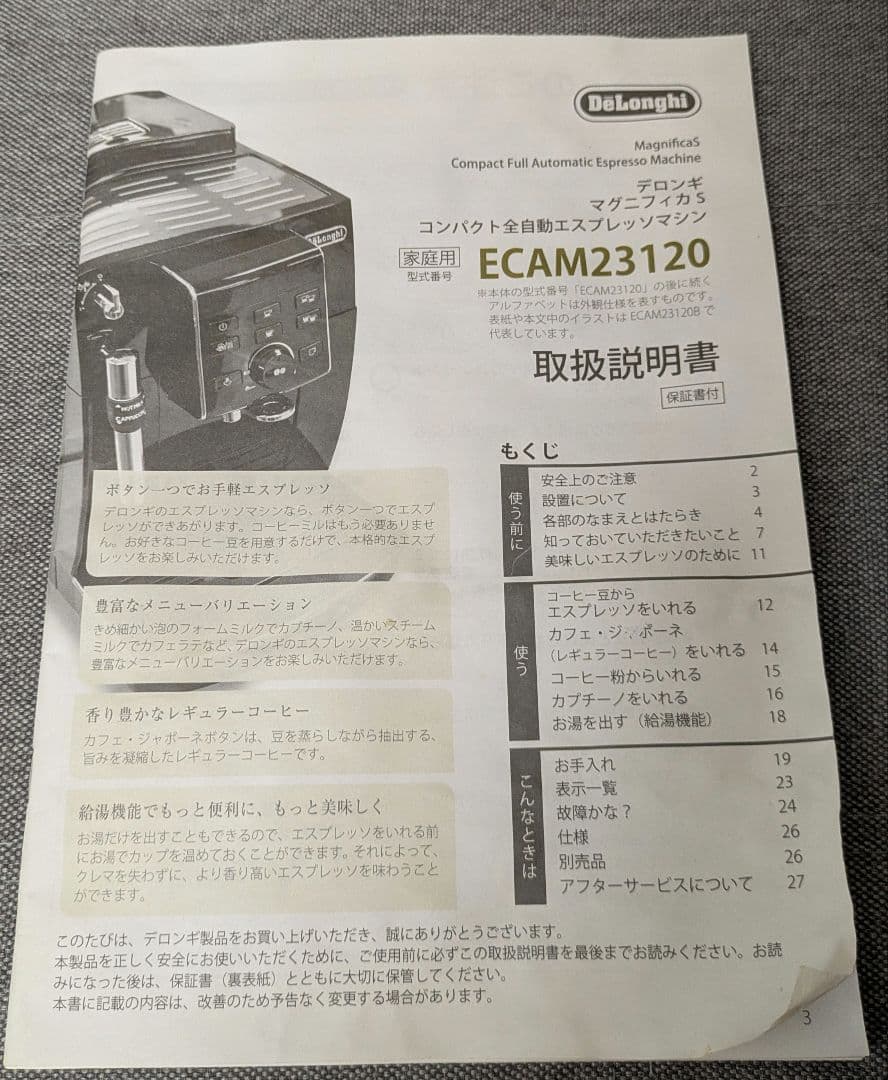 DeLonghi
MagnificaS
Compact Full Automatic Espresso Machine
デロンギ
マグニフィカ S
コンパクト全自動エスプレッソマシン
家庭用
型式番号
ECAM23120
※本体の型式番号「ECAM23120」の後に続く
アルファベットは外観仕様を表すものです。
表紙や本文中のイラストは ECAM23120B で
代表しています。
取扱説明書
保証書付
DeLonghi
CAPPUCCINO
ボタン一つでお手軽エスプレッソ
デロンギのエスプレッソマシンなら、ボタン一つでエスプ
レッソができあがります。コーヒーミルはもう必要ありませ
ん。お好きなコーヒー豆を用意するだけで、本格的なエスプ
レッソをお楽しみいただけます。
豊富なメニューバリエーション
きめ細かい泡のフォームミルクでカプチーノ、温かいスチーム
ミルクでカフェラテなど、デロンギのエスプレッソマシンなら、
豊富なメニューバリエーションをお楽しみいただけます。
香り豊かなレギュラーコーヒー
カフェ・ジャポーネボタンは、豆を蒸らしながら抽出する、
旨みを凝縮したレギュラーコーヒーです。
給湯機能でもっと便利に、もっと美味しく
お湯だけを出すこともできるので、エスプレッソをいれる前
にお湯でカップを温めておくことができます。それによって、
クレマを失わずに、より香り高いエスプレッソを味わうこと
ができます。
もくじ
使う前に
安全上のご注意 2
設置について 3
各部のなまえとはたらき 4
知っておいていただきたいこと 7
美味しいエスプレッソのために 11
使う
コーヒー豆から
エスプレッソをいれる 12
カフェ・ジャポーネ
（レギュラーコーヒー）をいれる 14
コーヒー粉からいれる 15
カプチーノをいれる 16
お湯を出す（給湯機能） 18
こんなときは
お手入れ 19
表示一覧 23
故障かな？ 24
仕様 26
別売品 26
アフターサービスについて 27
このたびは、デロンギ製品をお買い上げいただき、誠にありがとうございます。
本製品を正しく安全にお使いいただくために、ご使用前に必ずこの取扱説明書を最後までお読みください。お読
みになった後は、保証書（裏表紙）とともに大切に保管してください。
本書に記載の内容は、改善のため予告なく変更する場合があります。
3